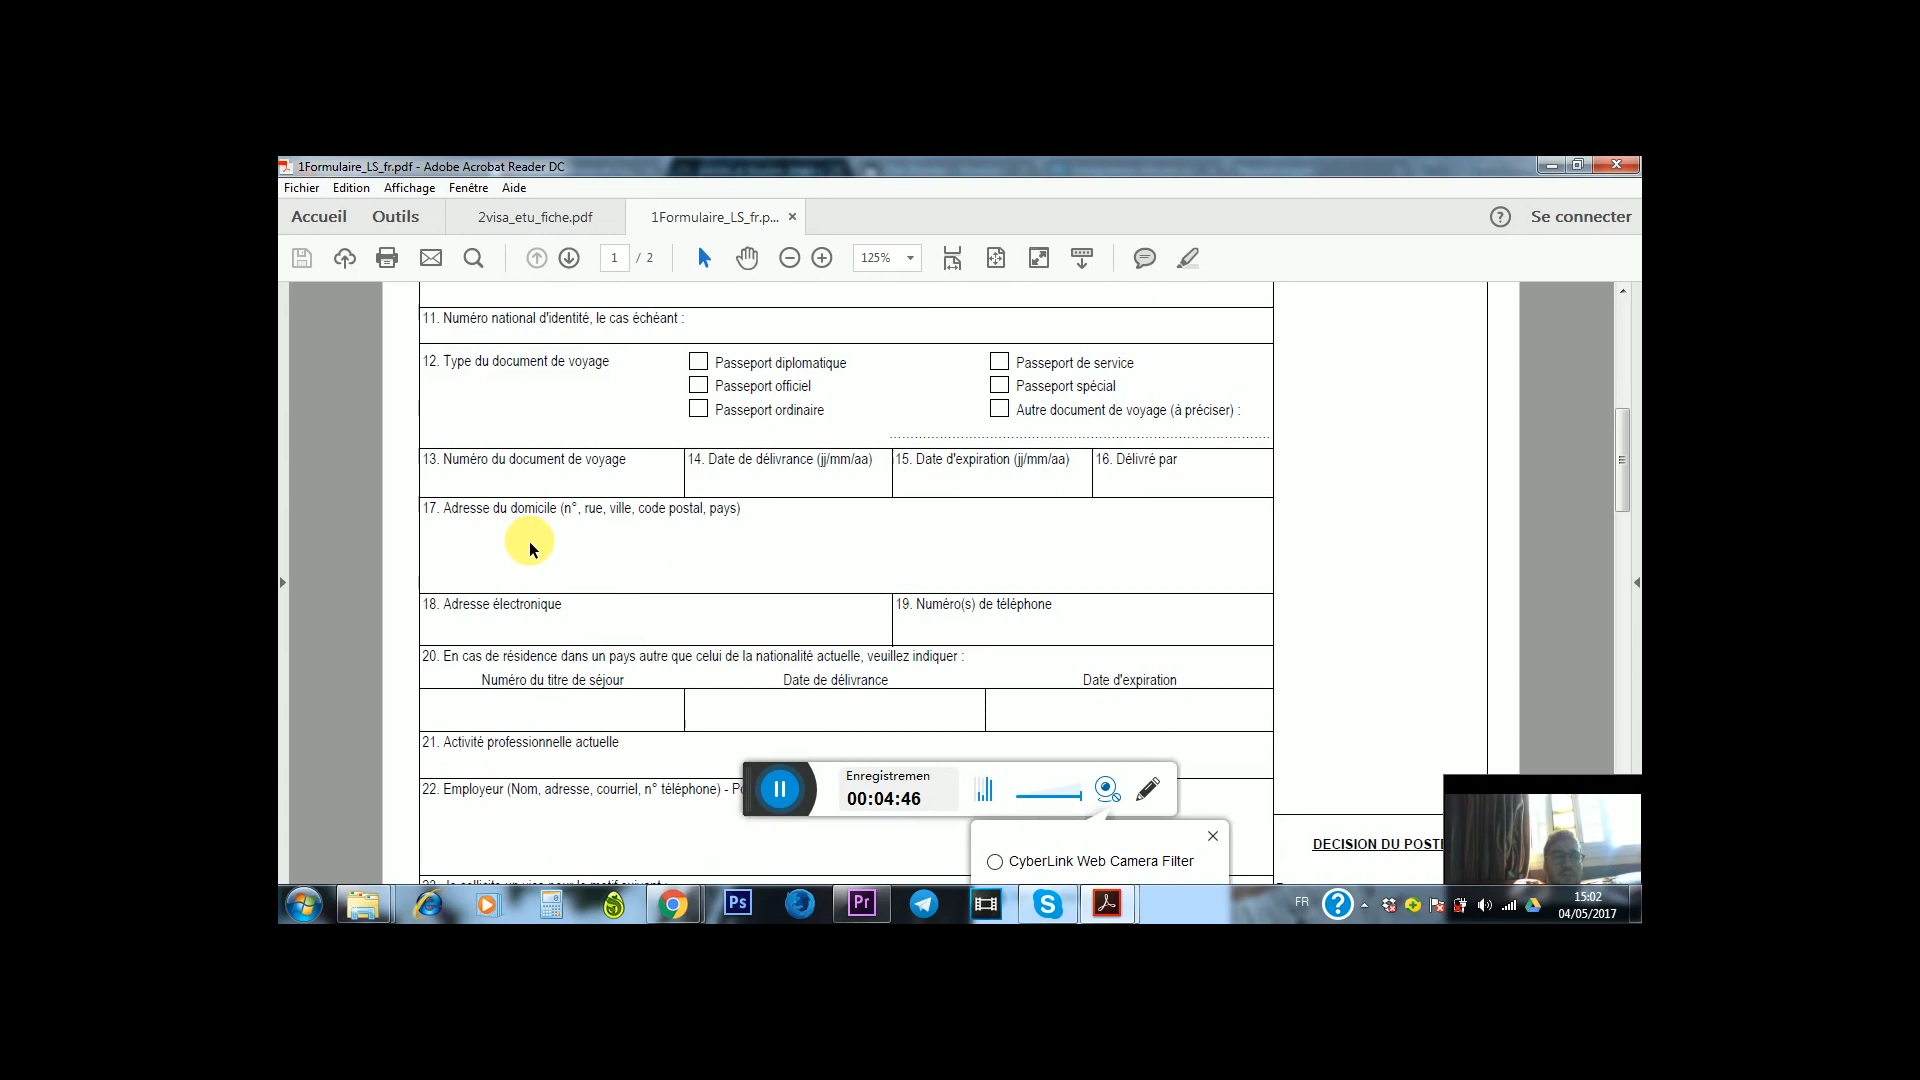 1Formulaire_LS_fr.pdf - Adobe Acrobat Reader DC
Fichier Edition Affichage Fenêtre Aide
Accueil Outils 2visa_etu_fiche.pdf 1Formulaire_LS_fr.p... × ? Se connecter
1 / 2 125%
11. Numéro national d'identité, le cas échéant :
12. Type du document de voyage Passeport diplomatique Passeport de service
Passeport officiel Passeport spécial
Passeport ordinaire Autre document de voyage (à préciser) :
13. Numéro du document de voyage 14. Date de délivrance (jj/mm/aa) 15. Date d'expiration (jj/mm/aa) 16. Délivré par
17. Adresse du domicile (n°, rue, ville, code postal, pays)
18. Adresse électronique 19. Numéro(s) de téléphone
20. En cas de résidence dans un pays autre que celui de la nationalité actuelle, veuillez indiquer :
Numéro du titre de séjour Date de délivrance Date d'expiration
21. Activité professionnelle actuelle
Enregistremen
00:04:46
22. Employeur (Nom, adresse, courriel, n° téléphone) -
DECISION DU
CyberLink Web Camera Filter
Ps Pr S FR ? 15:02
04/05/2017